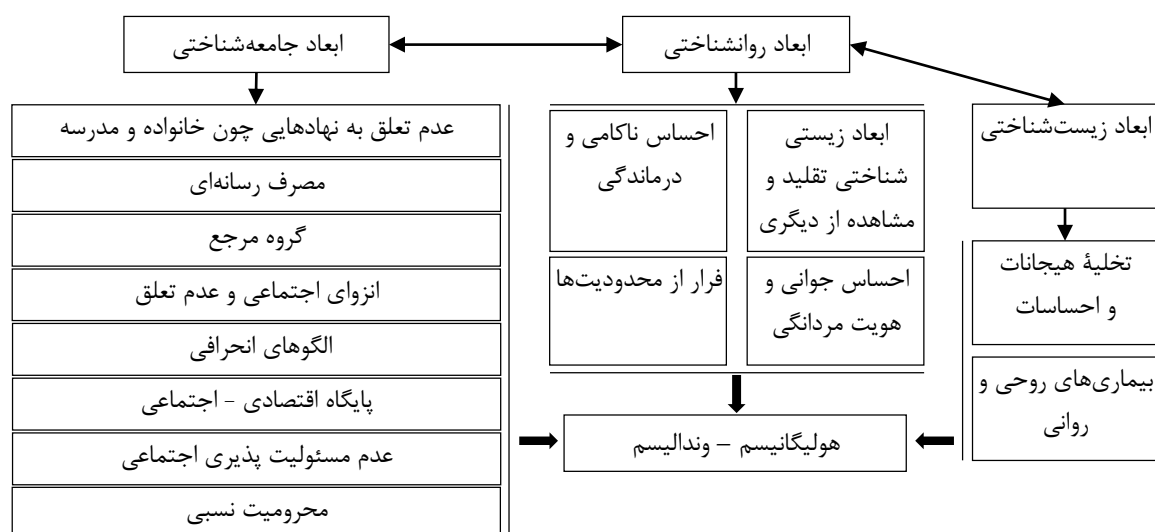 ابعاد روانشناختی
ابعاد جامعه‌شناختی
ابعاد زیست‌شناختی
تخلیۀ هیجانات
و احساسات
بیماری‌های روحی و
روانی
ابعاد زیستی
شناختی تقلید و
مشاهده از دیگری
احساس ناکامی و
درماندگی
احساس جوانی و
هویت مردانگی
فرار از محدودیت‌ها
هولیگانیسم – وندالیسم
عدم تعلق به نهادهایی چون خانواده و مدرسه
مصرف رسانه‌ای
گروه مرجع
انزوای اجتماعی و عدم تعلق
الگوهای انحرافی
پایگاه اقتصادی – اجتماعی
عدم مسئولیت پذیری اجتماعی
محرومیت نسبی